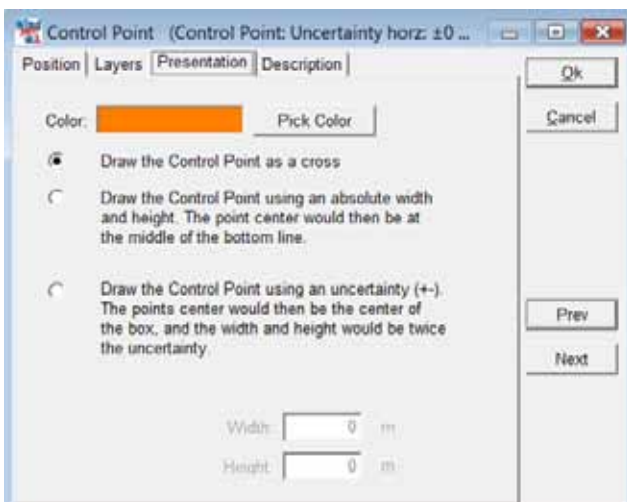 Control Point (Control Point: Uncertainty horz: ±0 ...
Position Layers Presentation Description
Ok
Cancel
Color: Pick Color
Draw the Control Point as a cross
Draw the Control Point using an absolute width
and height. The point center would then be at
the middle of the bottom line.
Draw the Control Point using an uncertainty (+-).
The points center would then be the center of
the box, and the width and height would be twice
the uncertainty.
Prev
Next
Width: 0 m
Height: 0 m